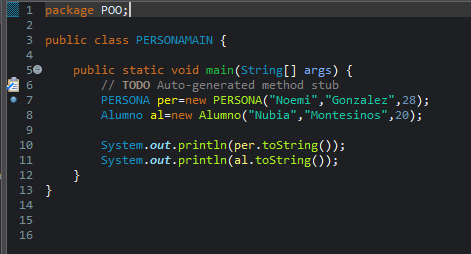 1 package POO;
2
3 public class PERSONAMAIN {
4
5 public static void main(String[] args) {
6 // TODO Auto-generated method stub
7 PERSONA per=new PERSONA("Noemi","Gonzalez",28);
8 Alumno al=new Alumno("Nubia","Montesinos",20);
9
10 System.out.println(per.toString());
11 System.out.println(al.toString());
12 }
13 }
14
15
16